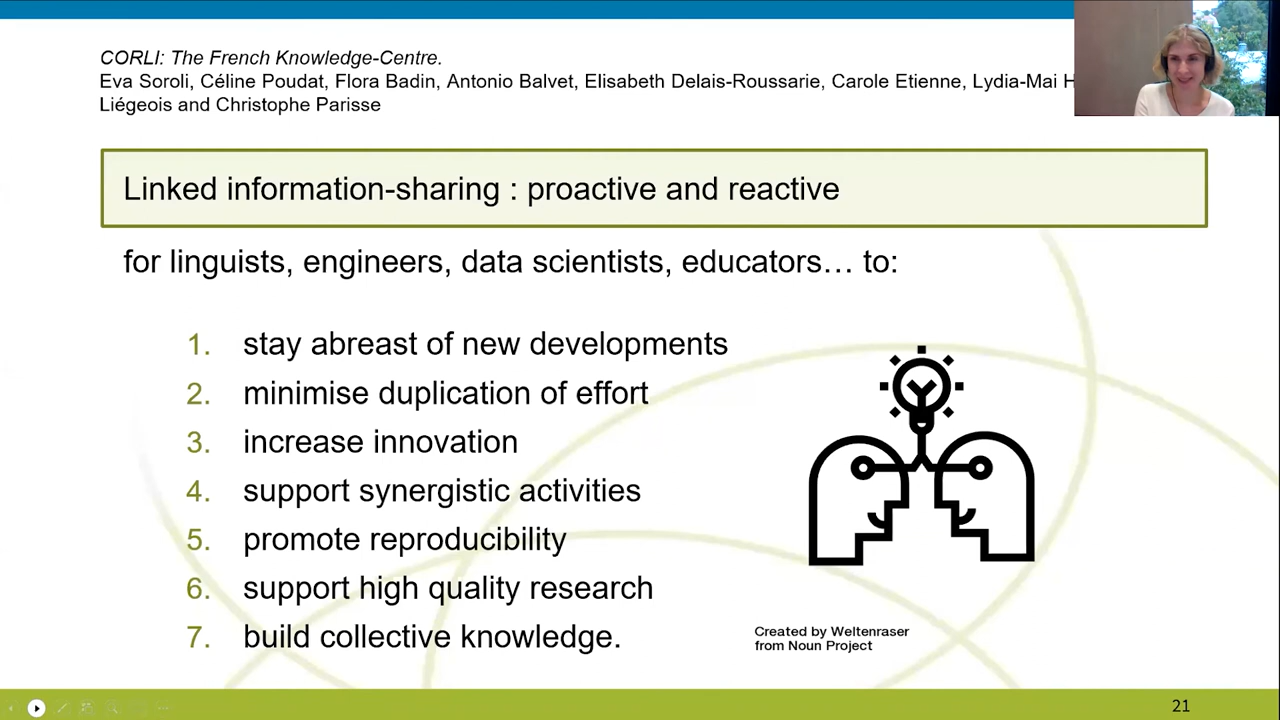 CORLI: The French Knowledge-Centre.
Eva Soroli, Céline Poudat, Flora Badin, Antonio Balvet, Elisabeth Delais-Roussarie, Carole Etienne, Lydia-Mai
Liégeois and Christophe Parisse
Linked information-sharing : proactive and reactive
for linguists, engineers, data scientists, educators… to:
1. stay abreast of new developments
2. minimise duplication of effort
3. increase innovation
4. support synergistic activities
5. promote reproducibility
6. support high quality research
7. build collective knowledge.
Created by Weltenraser
from Noun Project
21